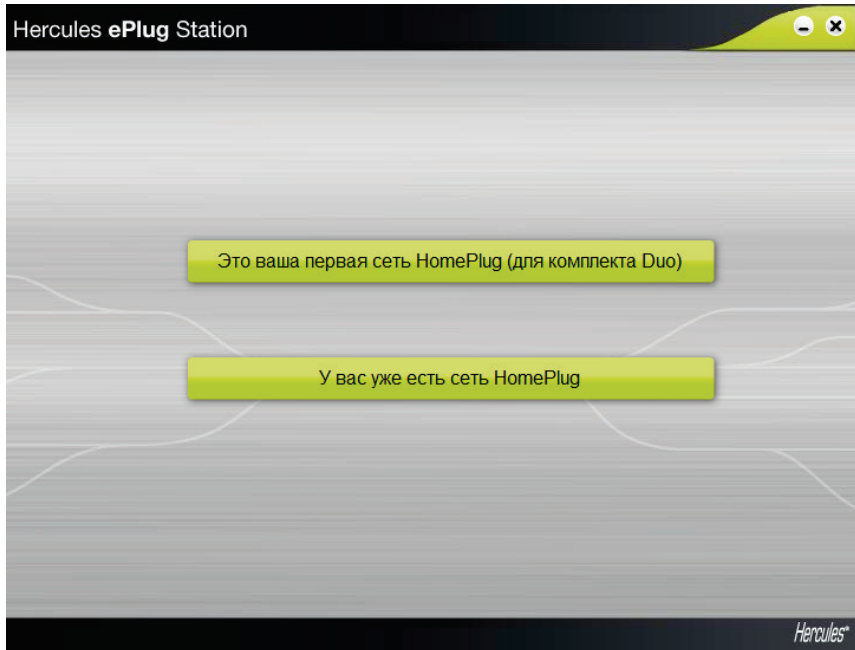 Hercules ePlug Station
Это ваша первая сеть HomePlug (для комплекта Duo)
У вас уже есть сеть HomePlug
Hercules®